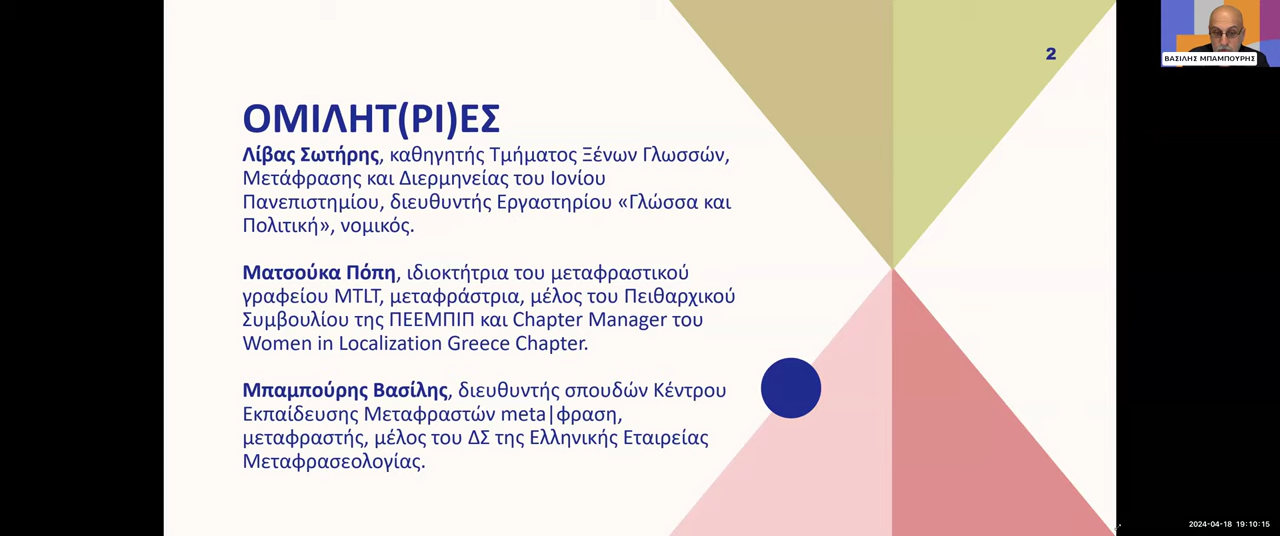 2
ΟΜΙΛΗΤ(ΡΙ)ΕΣ
Λίβας Σωτήρης, καθηγητής Τμήματος Ξένων Γλωσσών,
Μετάφρασης και Διερμηνείας του Ιονίου
Πανεπιστημίου, διευθυντής Εργαστηρίου «Γλώσσα και
Πολιτική», νομικός.
Ματσούκα Πόπη, ιδιοκτήτρια του μεταφραστικού
γραφείου MTLT, μεταφράστρια, μέλος του Πειθαρχικού
Συμβουλίου της ΠΕΕΜΠΙΠ και Chapter Manager του
Women in Localization Greece Chapter.
Μπαμπούρης Βασίλης, διευθυντής σπουδών Κέντρου
Εκπαίδευσης Μεταφραστών meta|φραση,
μεταφραστής, μέλος του ΔΣ της Ελληνικής Εταιρείας
Μεταφρασεολογίας.
ΒΑΣΙΛΗΣ ΜΠΑΜΠΟΥΡΗΣ
2024-04-18 19:10:15